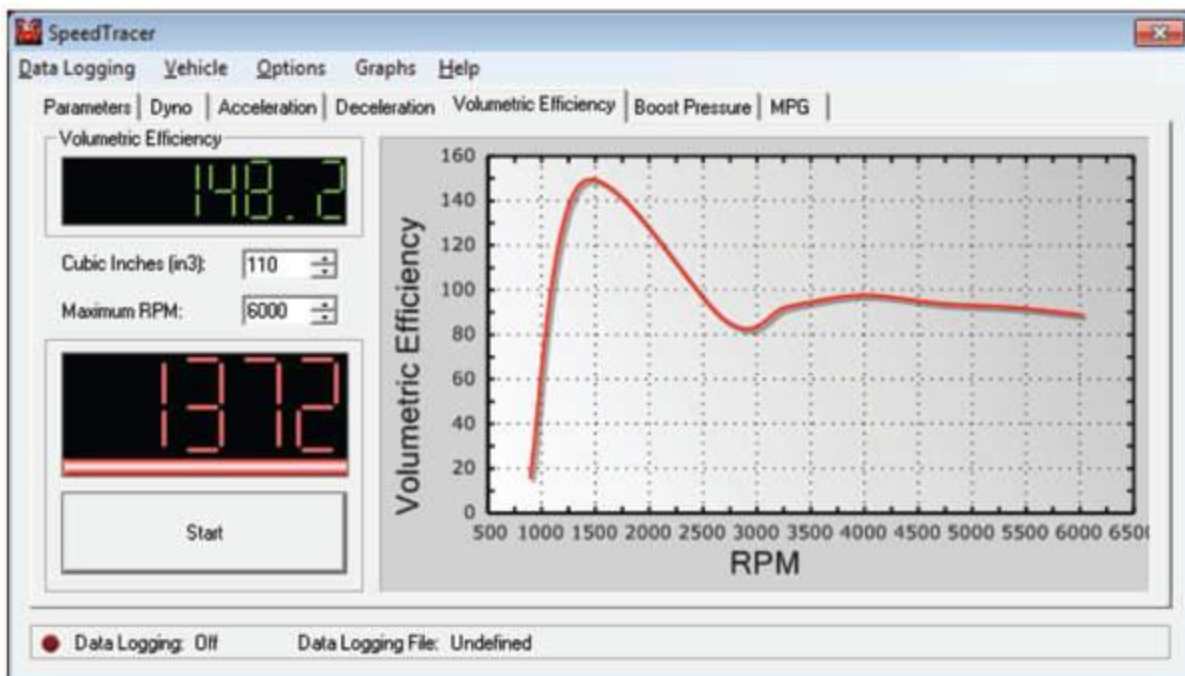 SpeedTracer
Data Logging Vehicle Options Graphs Help
Parameters Dyno Acceleration Deceleration Volumetric Efficiency Boost Pressure MPG
Volumetric Efficiency
148.2
Cubic Inches (in3): 110
Maximum RPM: 6000
1372
Start
Volumetric Efficiency
160
140
120
100
80
60
40
20
0
500 1000 1500 2000 2500 3000 3500 4000 4500 5000 5500 6000 6500
RPM
Data Logging: Off Data Logging File: Undefined